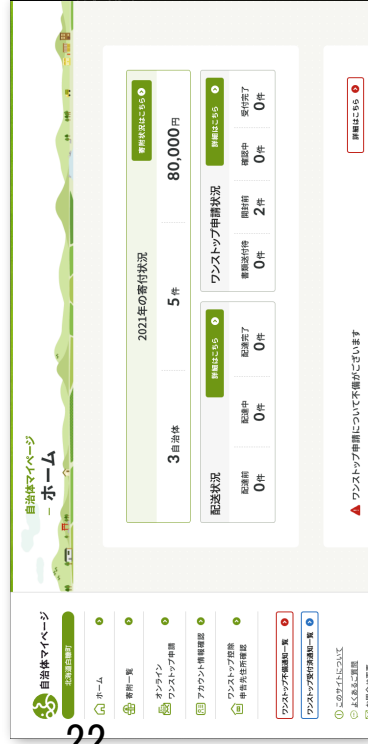 自治体マイページ
北海道白糠町
ホーム
寄附一覧
オンライン
ワンストップ申請
アカウント情報確認
ワンストップ控除
申告先住所確認
ワンストップ不備通知一覧
ワンストップ受付済通知一覧
このサイトについて
よくあるご質問
自治体マイページ
ホーム
2021年の寄付状況
寄附状況はこちら
3自治体
5件
80,000円
配送状況
詳細はこちら
配達前
0件
配達中
0件
配達完了
0件
ワンストップ申請状況
詳細はこちら
書類送付待
0件
開封前
2件
確認中
0件
受付完了
0件
ワンストップ申請について不備がございます
詳細はこちら
22